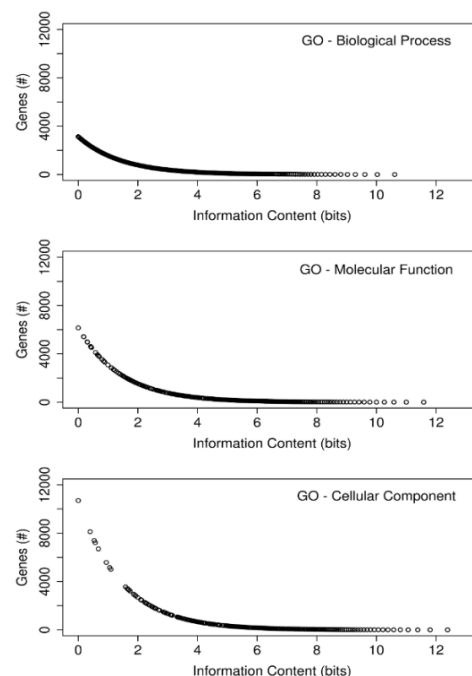 12000
8000
4000
0
Genes (#)
GO - Biological Process
0 2 4 6 8 10 12
Information Content (bits)
12000
8000
4000
0
Genes (#)
GO - Molecular Function
0 2 4 6 8 10 12
Information Content (bits)
12000
8000
4000
0
Genes (#)
GO - Cellular Component
0 2 4 6 8 10 12
Information Content (bits)